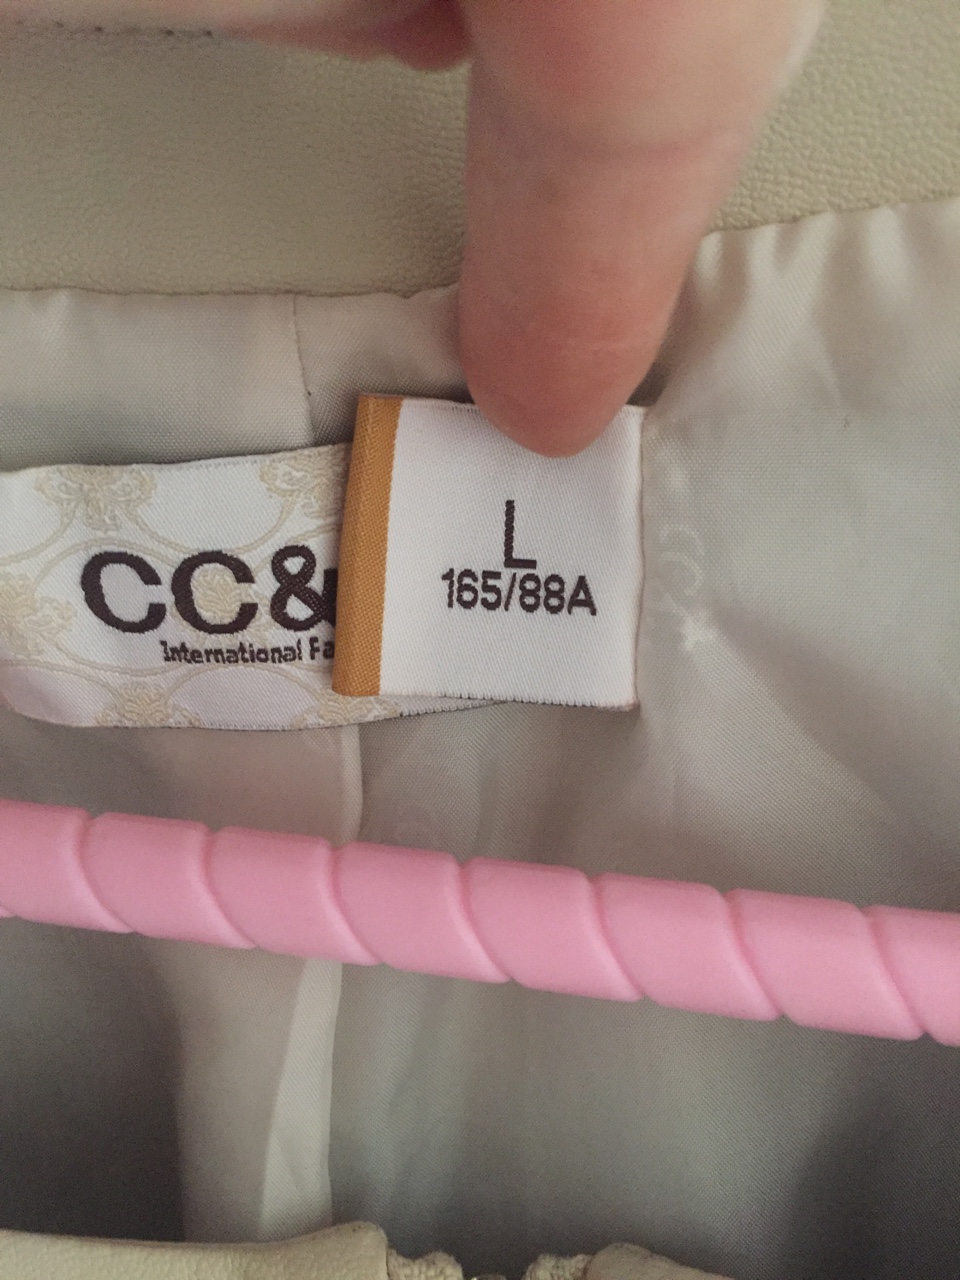 CC&
International Fa
L
165/88A